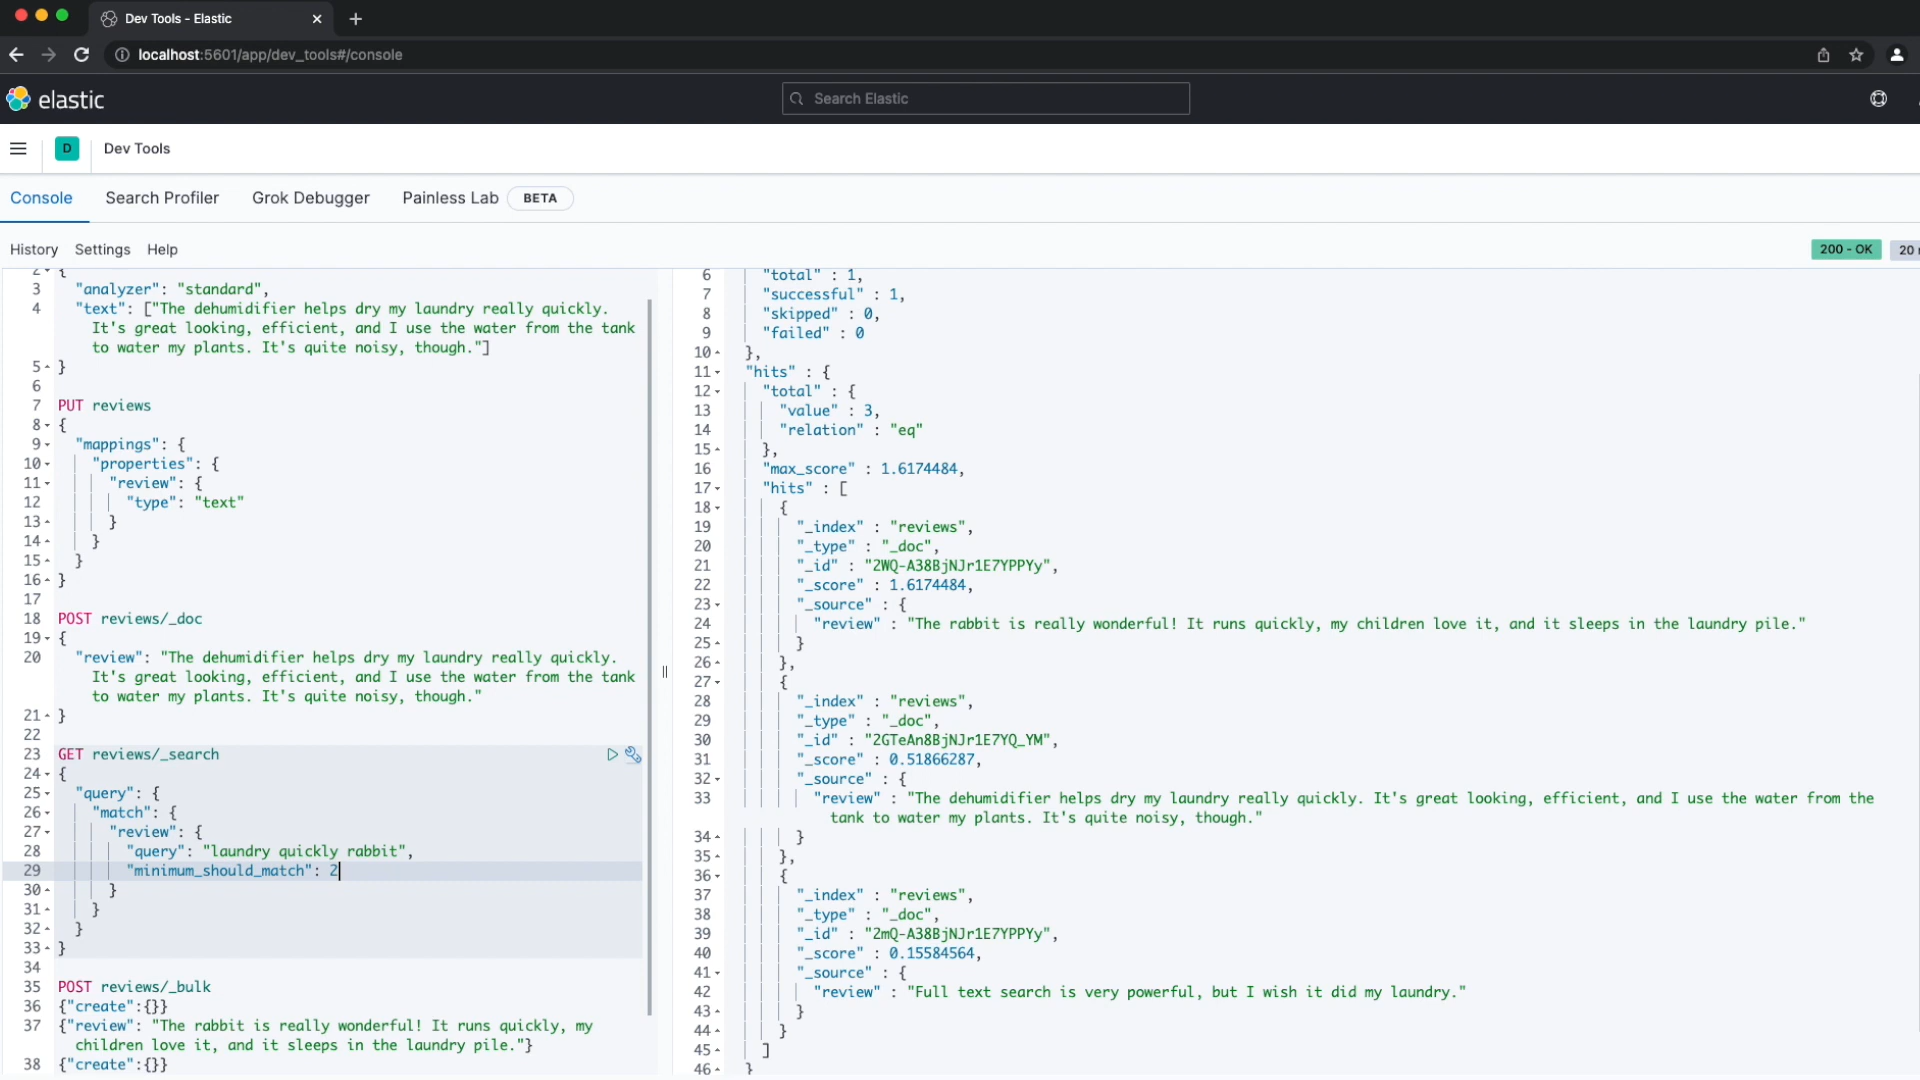 Dev Tools - Elastic
localhost:5601/app/dev_tools#/console
elastic
Search Elastic
D
Dev Tools
Console
Search Profiler
Grok Debugger
Painless Lab
BETA
History
Settings
Help
200 - OK
20
2 {
3 "analyzer": "standard",
4 "text": ["The dehumidifier helps dry my laundry really quickly.
It's great looking, efficient, and I use the water from the tank
to water my plants. It's quite noisy, though."]
5 }
6
7 PUT reviews
8 {
9 "mappings": {
10 "properties": {
11 "review": {
12 "type": "text"
13 }
14 }
15 }
16 }
17
18 POST reviews/_doc
19 {
20 "review": "The dehumidifier helps dry my laundry really quickly.
It's great looking, efficient, and I use the water from the tank
to water my plants. It's quite noisy, though."
21 }
22
23 GET reviews/_search
24 {
25 "query": {
26 "match": {
27 "review": {
28 "query": "laundry quickly rabbit",
29 "minimum_should_match": 2
30 }
31 }
32 }
33 }
34
35 POST reviews/_bulk
36 {"create":{}}
37 {"review": "The rabbit is really wonderful! It runs quickly, my
children love it, and it sleeps in the laundry pile."}
38 {"create":{}}
6 "total" : 1,
7 "successful" : 1,
8 "skipped" : 0,
9 "failed" : 0
10 },
11 "hits" : {
12 "total" : {
13 "value" : 3,
14 "relation" : "eq"
15 },
16 "max_score" : 1.6174484,
17 "hits" : [
18 {
19 "_index" : "reviews",
20 "_type" : "_doc",
21 "_id" : "2WQ-A38BjNJr1E7YPPYy",
22 "_score" : 1.6174484,
23 "_source" : {
24 "review" : "The rabbit is really wonderful! It runs quickly, my children love it, and it sleeps in the laundry pile."
25 }
26 },
27 {
28 "_index" : "reviews",
29 "_type" : "_doc",
30 "_id" : "2GTeAn8BjNJr1E7YQ_YM",
31 "_score" : 0.51866287,
32 "_source" : {
33 "review" : "The dehumidifier helps dry my laundry really quickly. It's great looking, efficient, and I use the water from the
tank to water my plants. It's quite noisy, though."
34 }
35 },
36 {
37 "_index" : "reviews",
38 "_type" : "_doc",
39 "_id" : "2mQ-A38BjNJr1E7YPPYy",
40 "_score" : 0.15584564,
41 "_source" : {
42 "review" : "Full text search is very powerful, but I wish it did my laundry."
43 }
44 }
45 ]
46 }